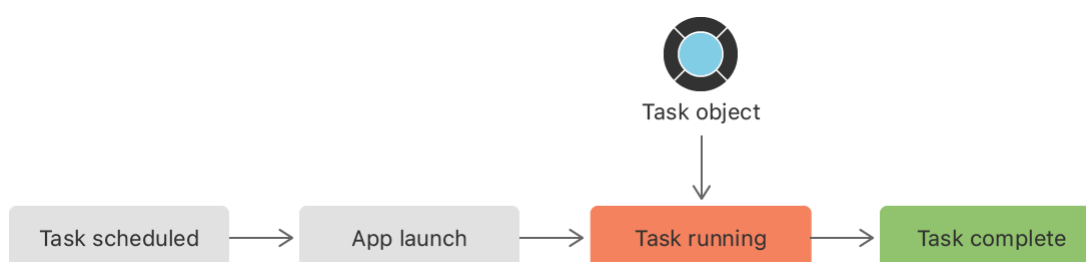 Task object
Task scheduled
App launch
Task running
Task complete